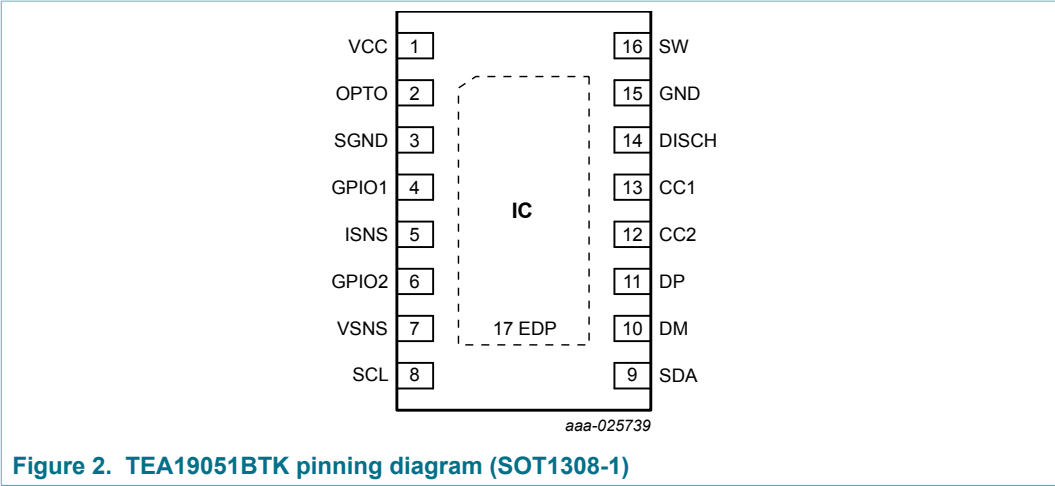 VCC 1 16 SW
OPTO 2 15 GND
SGND 3 14 DISCH
GPIO1 4 13 CC1
IC
ISNS 5 12 CC2
GPIO2 6 11 DP
VSNS 7 17 EDP 10 DM
SCL 8 9 SDA
aaa-025739
Figure 2. TEA19051BTK pinning diagram (SOT1308-1)